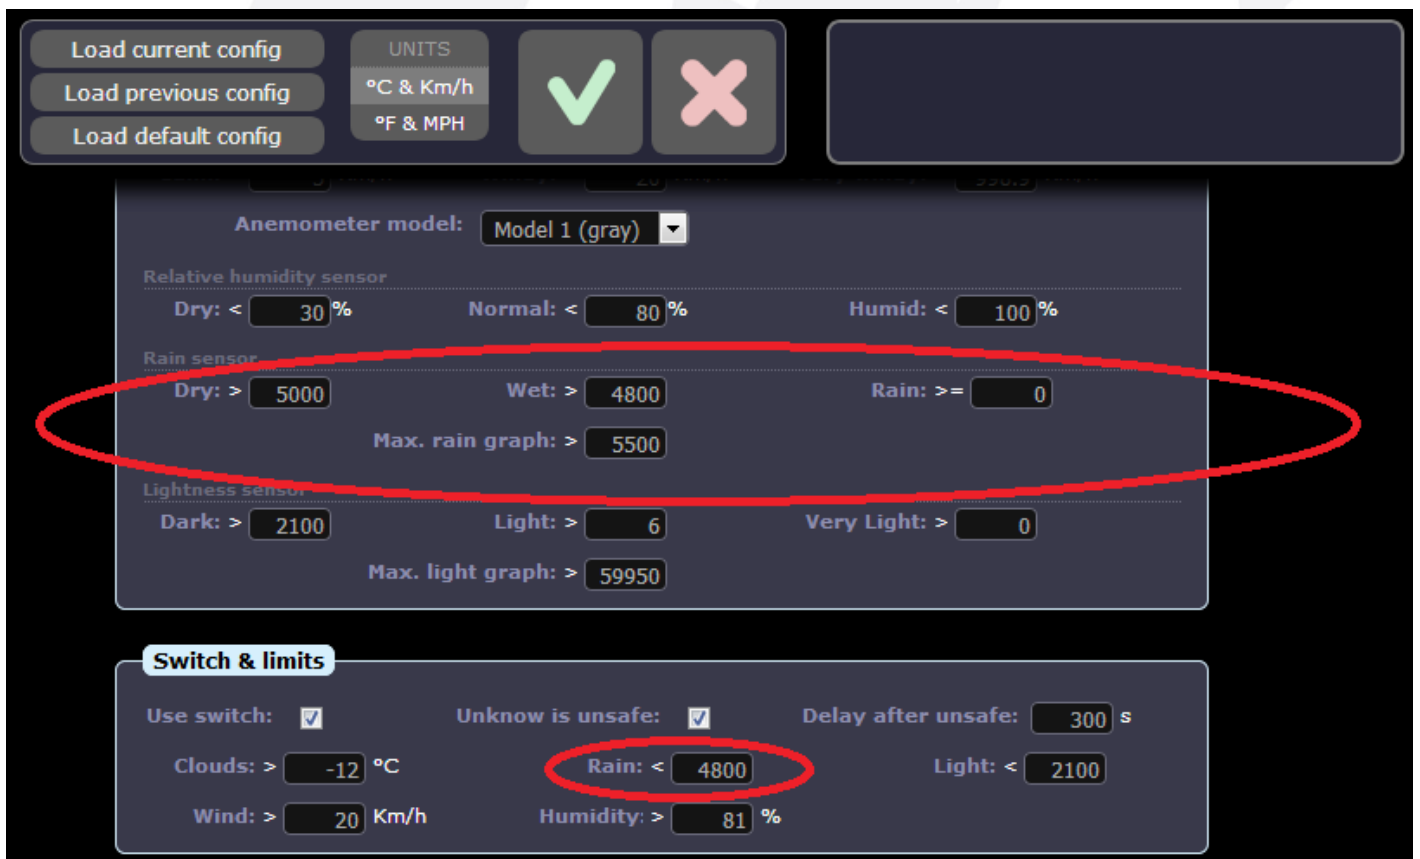 Load current config
Load previous config
Load default config
UNITS
ºC & Km/h
ºF & MPH
Anemometer model: Model 1 (gray)
Relative humidity sensor
Dry: < 30 % Normal: < 80 % Humid: < 100 %
Rain sensor
Dry: > 5000 Wet: > 4800 Rain: >= 0
Max. rain graph: > 5500
Lightness sensor
Dark: > 2100 Light: > 6 Very Light: > 0
Max. light graph: > 59950
Switch & limits
Use switch: Unknow is unsafe: Delay after unsafe: 300 s
Clouds: > -12 ºC Rain: < 4800 Light: < 2100
Wind: > 20 Km/h Humidity: > 81 %